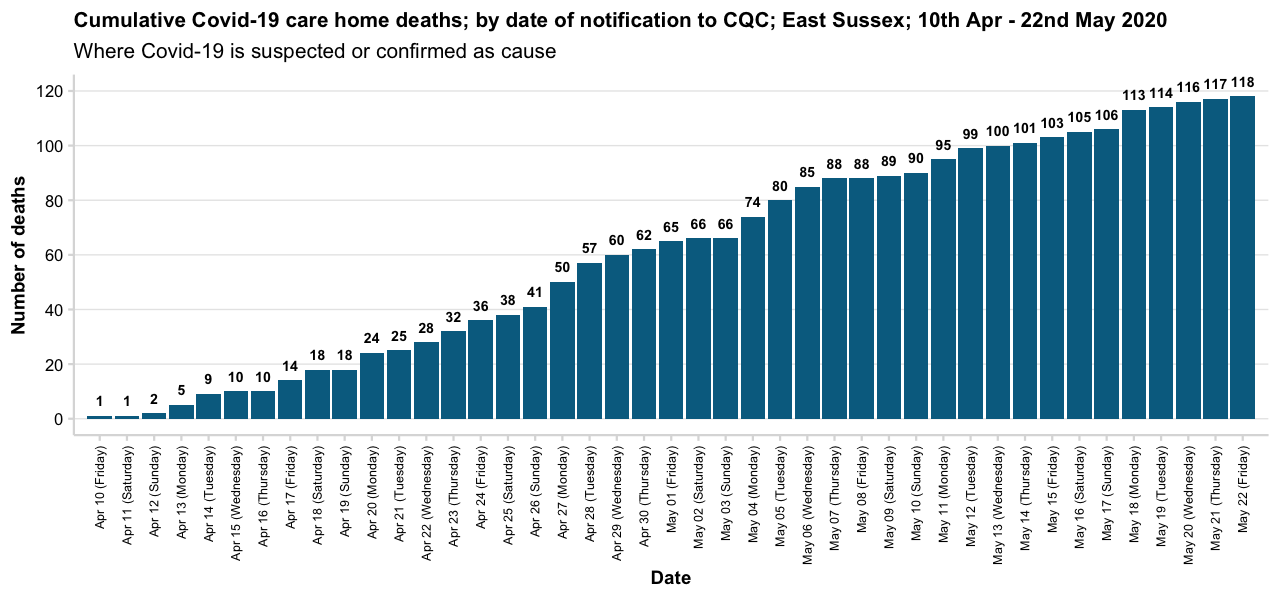 Cumulative Covid-19 care home deaths; by date of notification to CQC; East Sussex; 10th Apr - 22nd May 2020
Where Covid-19 is suspected or confirmed as cause
Number of deaths
120
100
80
60
40
20
0
1
1
2
5
9
10
10
14
18
18
24
25
28
32
36
38
41
50
57
60
62
65
66
66
74
80
85
88
88
89
90
95
99
100
101
103
105
106
113
114
116
117
118
Apr 10 (Friday)
Apr 11 (Saturday)
Apr 12 (Sunday)
Apr 13 (Monday)
Apr 14 (Tuesday)
Apr 15 (Wednesday)
Apr 16 (Thursday)
Apr 17 (Friday)
Apr 18 (Saturday)
Apr 19 (Sunday)
Apr 20 (Monday)
Apr 21 (Tuesday)
Apr 22 (Wednesday)
Apr 23 (Thursday)
Apr 24 (Friday)
Apr 25 (Saturday)
Apr 26 (Sunday)
Apr 27 (Monday)
Apr 28 (Tuesday)
Apr 29 (Wednesday)
Apr 30 (Thursday)
May 01 (Friday)
May 02 (Saturday)
May 03 (Sunday)
May 04 (Monday)
May 05 (Tuesday)
May 06 (Wednesday)
May 07 (Thursday)
May 08 (Friday)
May 09 (Saturday)
May 10 (Sunday)
May 11 (Monday)
May 12 (Tuesday)
May 13 (Wednesday)
May 14 (Thursday)
May 15 (Friday)
May 16 (Saturday)
May 17 (Sunday)
May 18 (Monday)
May 19 (Tuesday)
May 20 (Wednesday)
May 21 (Thursday)
May 22 (Friday)
Date